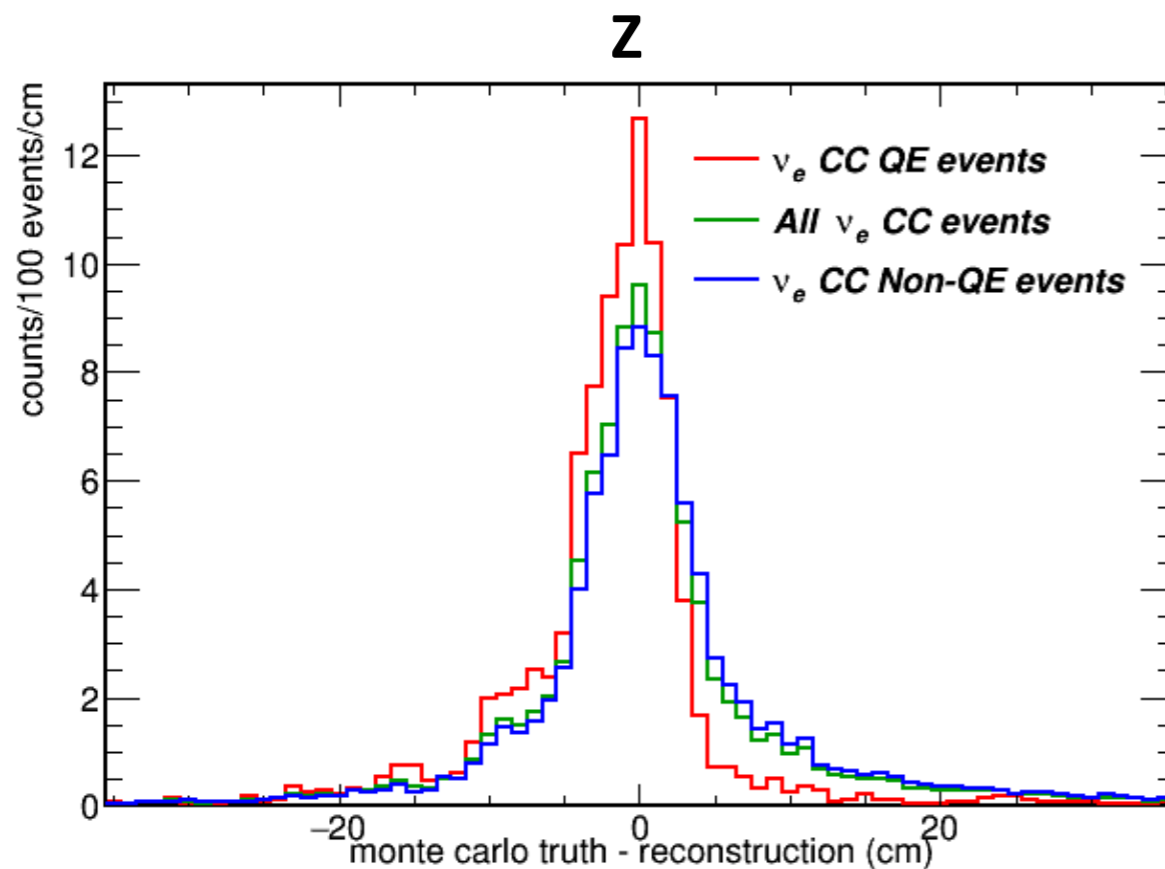 Z
counts/100 events/cm
12
10
8
6
4
2
0
νe CC QE events
All νe CC events
νe CC Non-QE events
−20 0 20
monte carlo truth - reconstruction (cm)